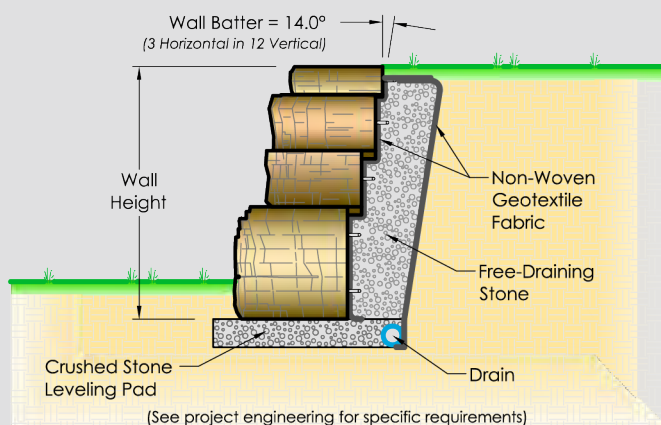 Wall Batter = 14.0°
(3 Horizontal in 12 Vertical)
Wall
Height
Non-Woven
Geotextile
Fabric
Free-Draining
Stone
Crushed Stone
Leveling Pad
Drain
(See project engineering for specific requirements)